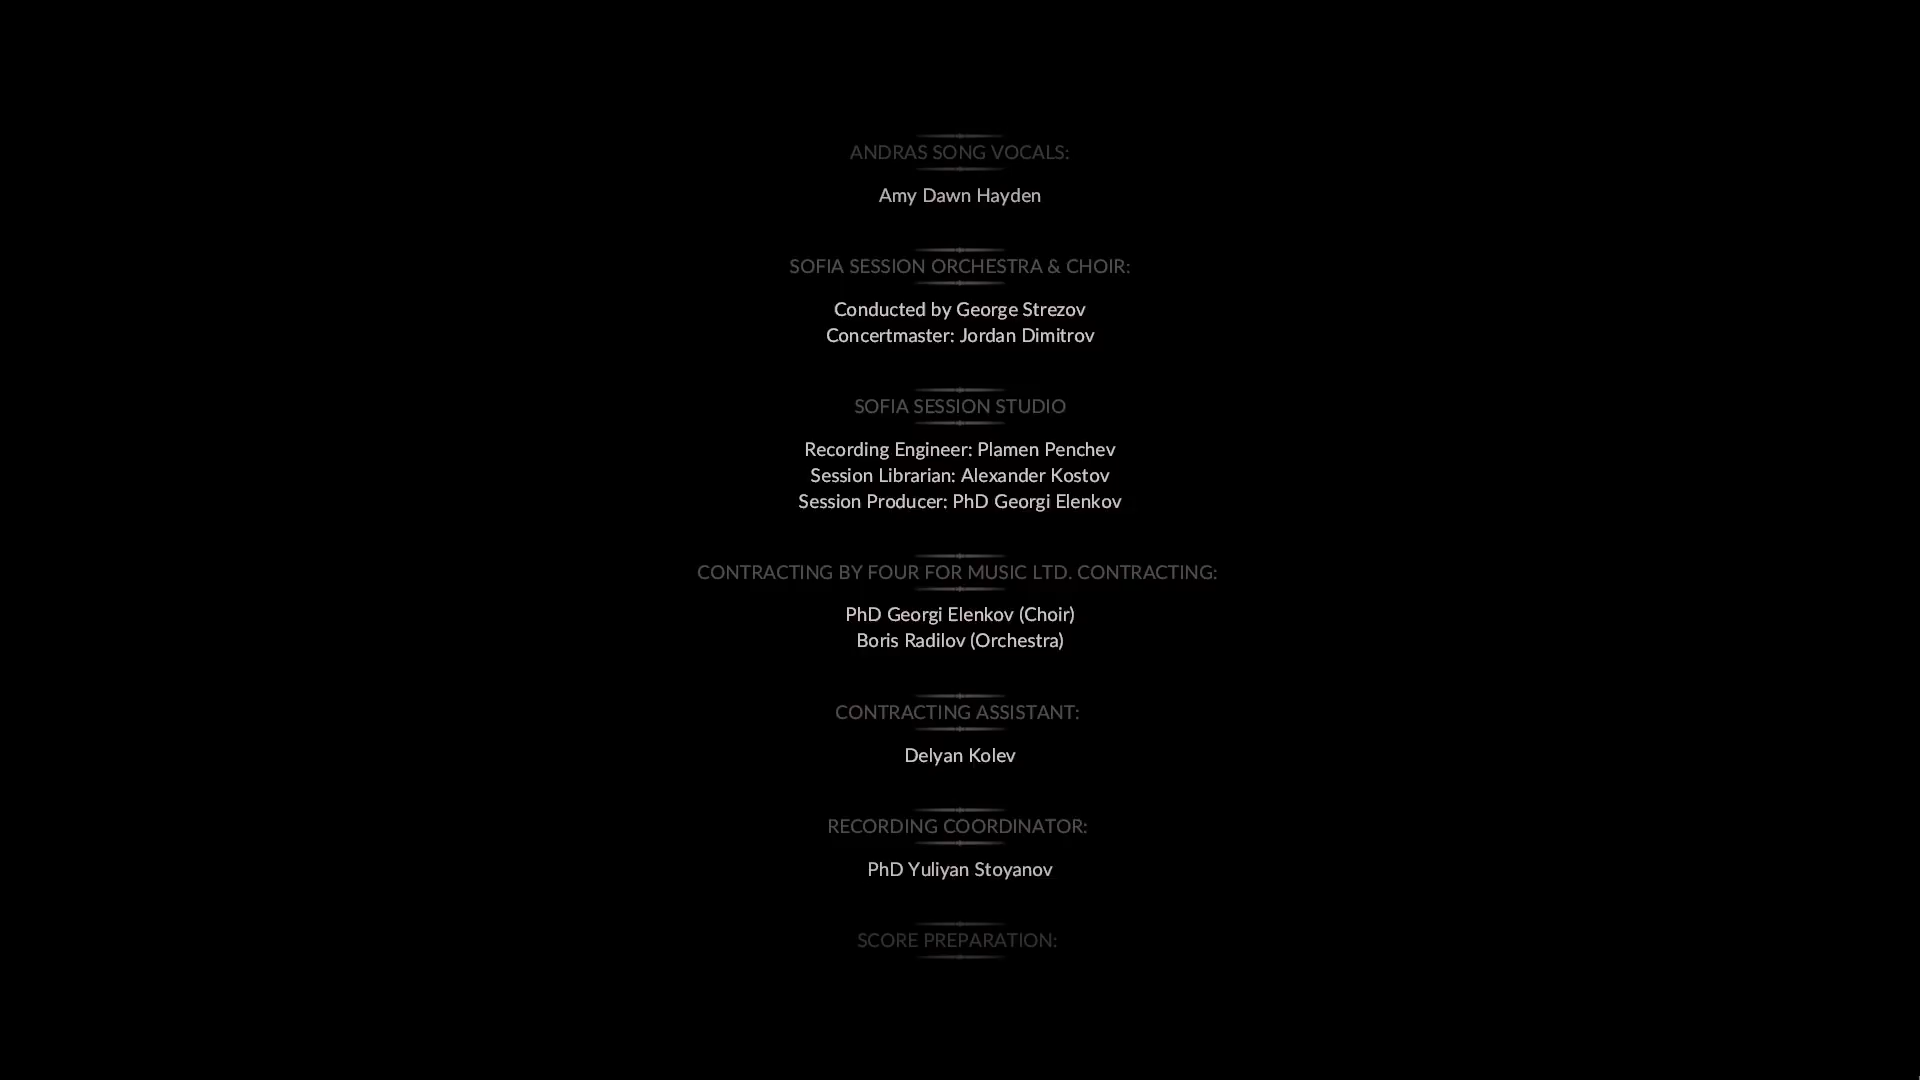 ANDRAS SONG VOCALS:
Amy Dawn Hayden
SOFIA SESSION ORCHESTRA & CHOIR:
Conducted by George Strezov
Concertmaster: Jordan Dimitrov
SOFIA SESSION STUDIO
Recording Engineer: Plamen Penchev
Session Librarian: Alexander Kostov
Session Producer: PhD Georgi Elenkov
CONTRACTING BY FOUR FOR MUSIC LTD. CONTRACTING:
PhD Georgi Elenkov (Choir)
Boris Radilov (Orchestra)
CONTRACTING ASSISTANT:
Delyan Kolev
RECORDING COORDINATOR:
PhD Yuliyan Stoyanov
SCORE PREPARATION: